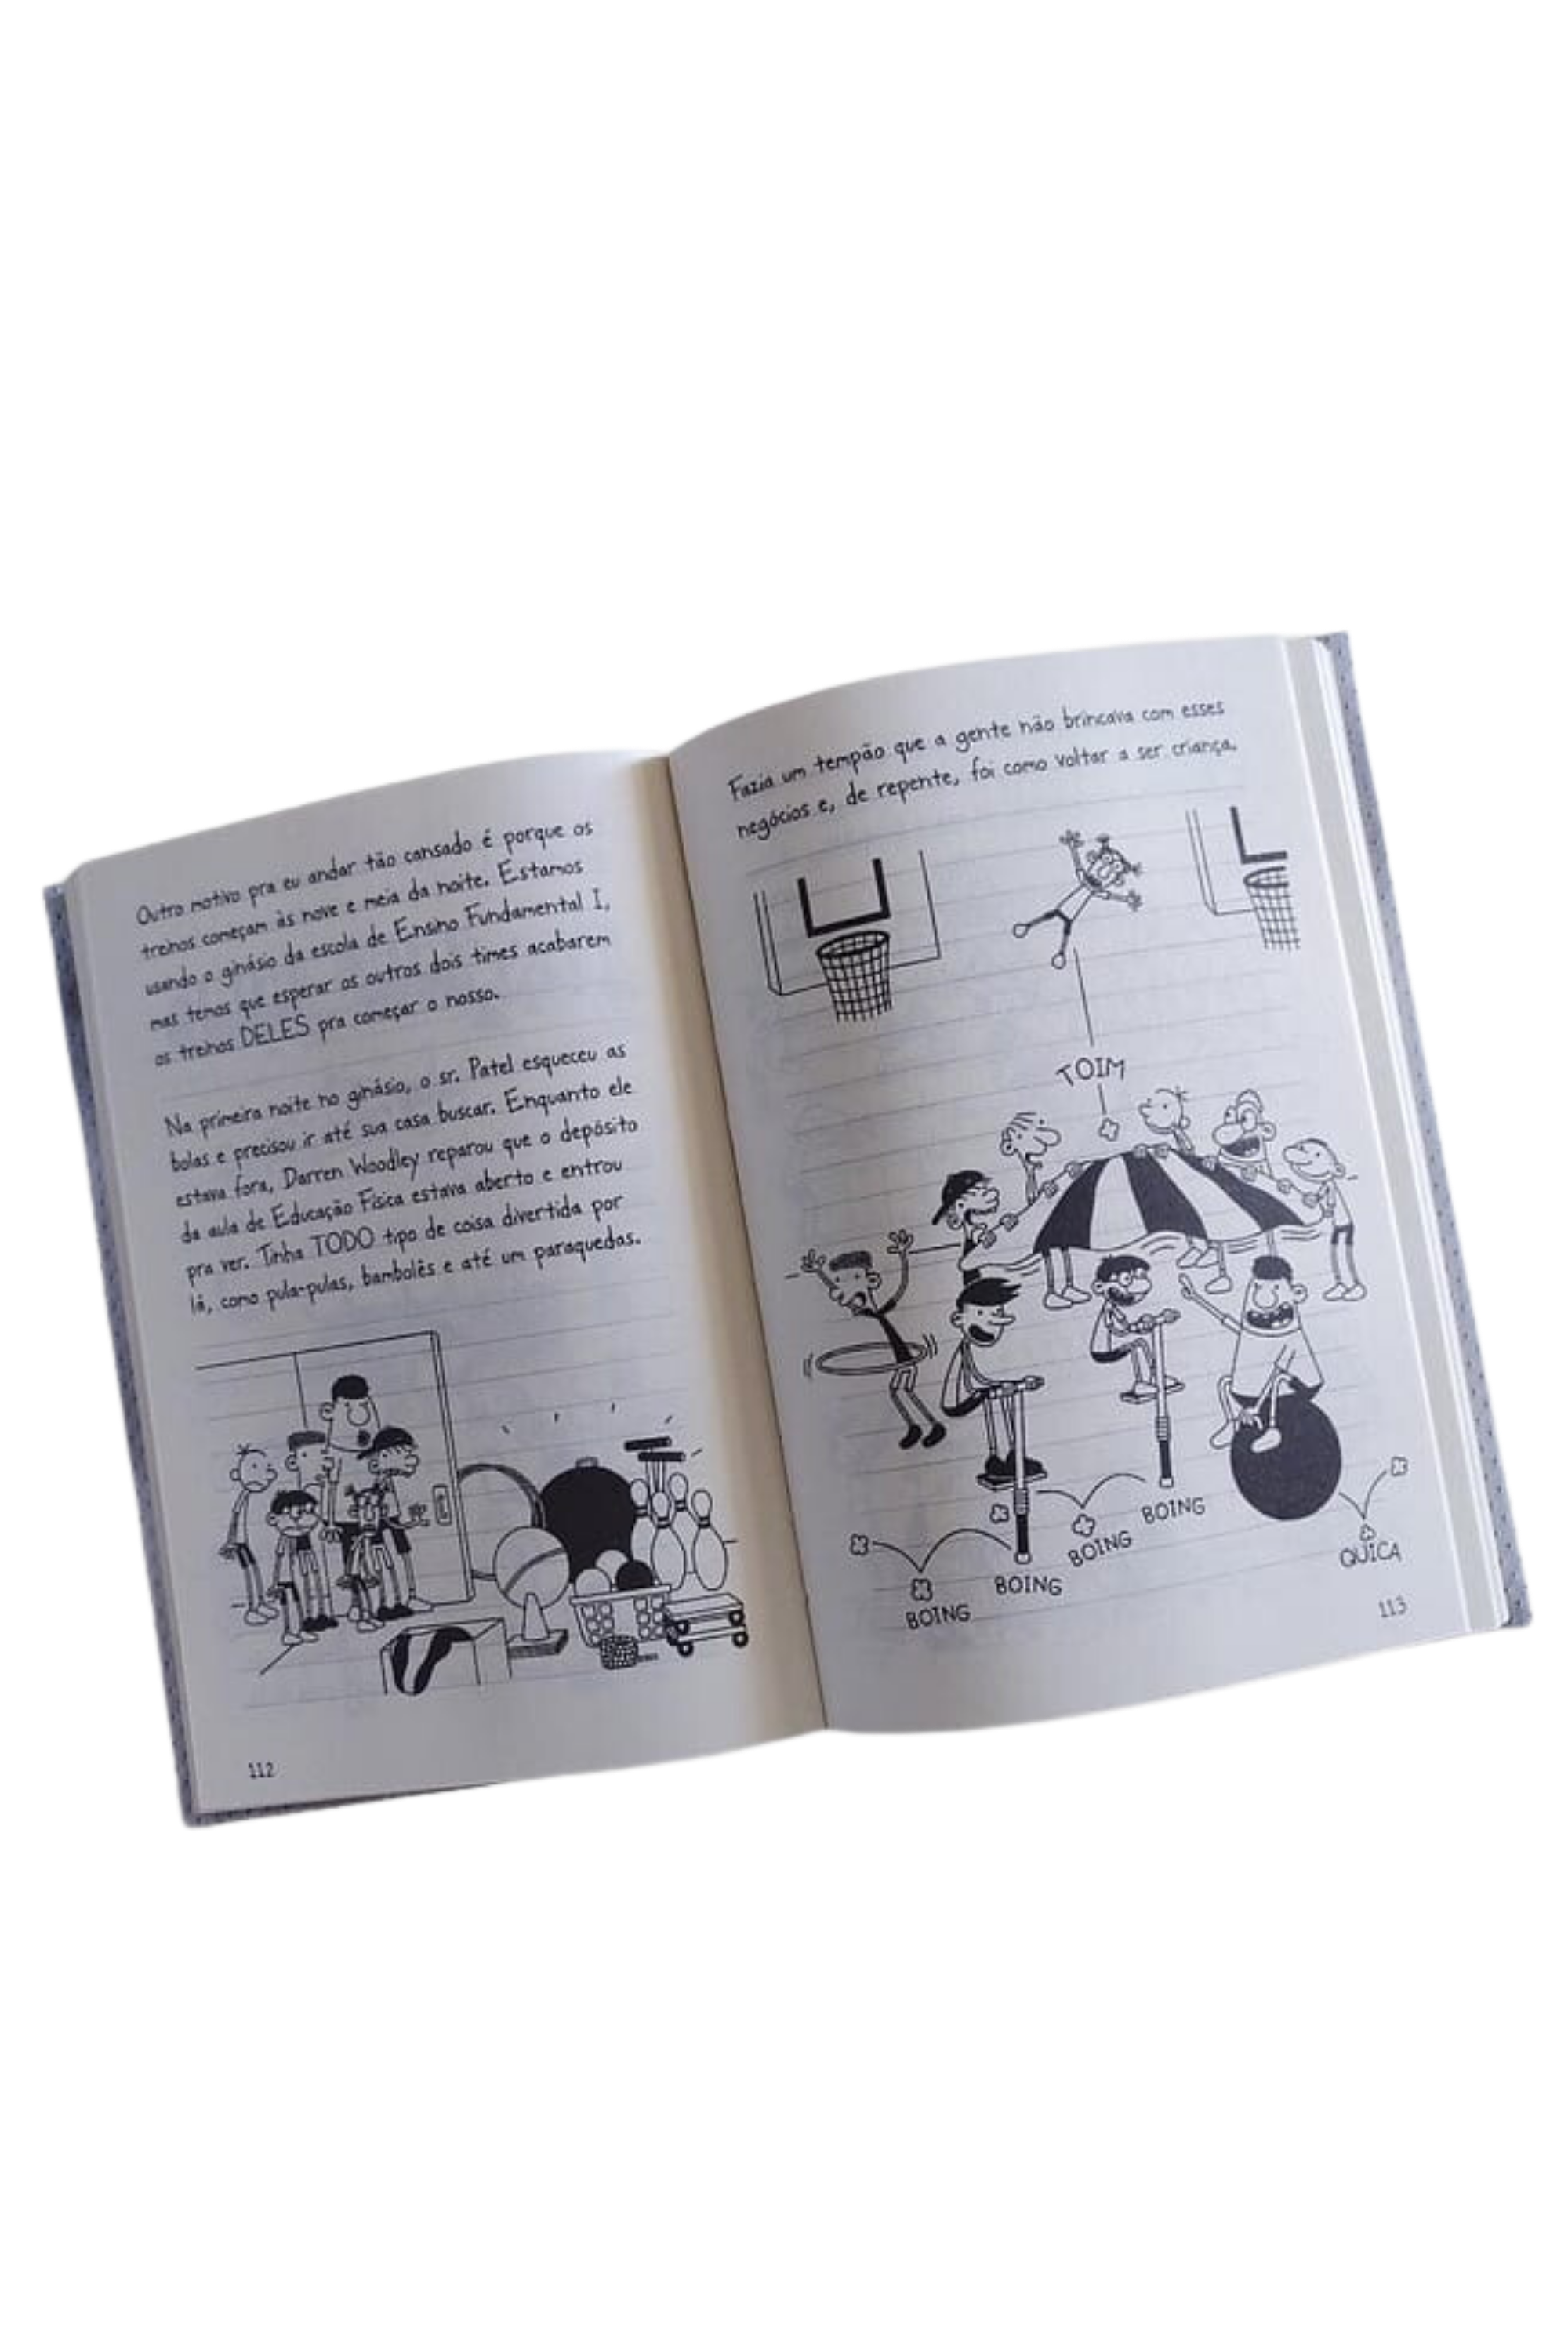 Outro motivo pra eu andar tão cansado é porque os
treinos começam às nove e meia da noite. Estamos
usando o ginásio da escola de Ensino Fundamental I,
mas temos que esperar os outros dois times acabarem
os treinos DELES pra começar o nosso.
Na primeira noite no ginásio, o sr. Patel esqueceu as
bolas e precisou ir até sua casa buscar. Enquanto ele
estava fora, Darren Woodley reparou que o depósito
da aula de Educação Física estava aberto e entrou
pra ver. Tinha TODO tipo de coisa divertida por
lá, como pula-pulas, bambolês e até um paraquedas.
112
Fazia um tempão que a gente não brincava com esses
negócios e, de repente, foi como voltar a ser criança.
TOIM
BOING
BOING
BOING
BOING
QUICA
113